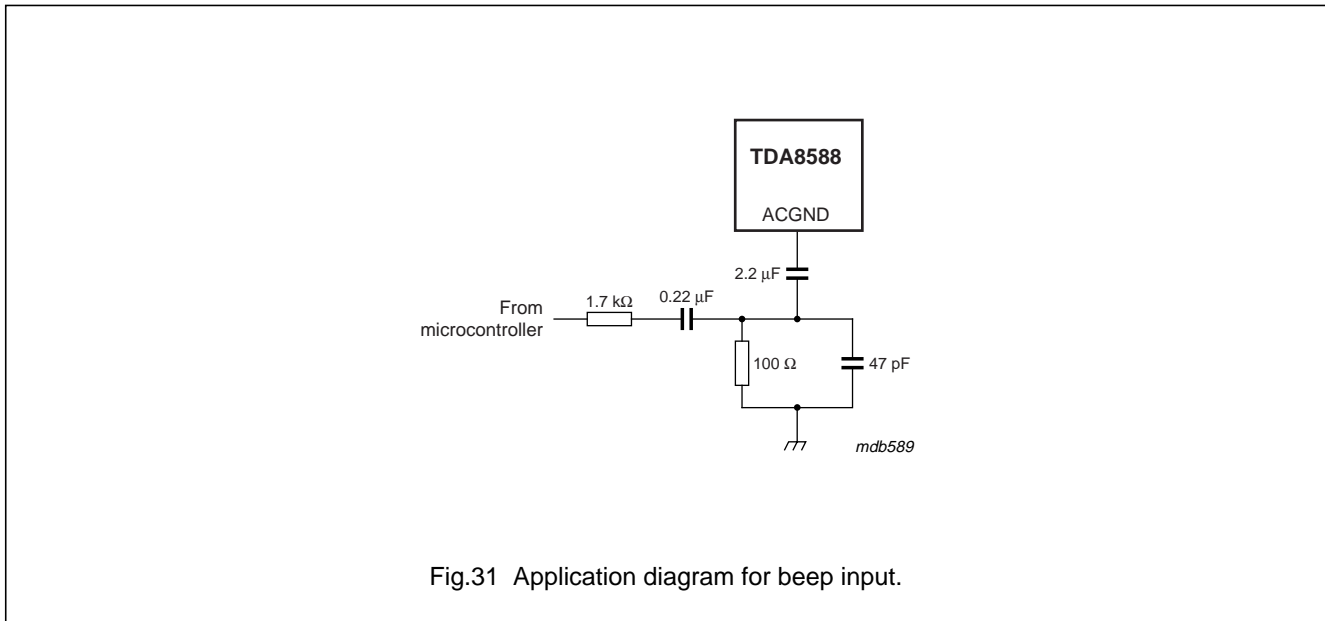 TDA8588
ACGND
2.2 μF
From
microcontroller
1.7 kΩ
0.22 μF
100 Ω
47 pF
mdb589
Fig.31 Application diagram for beep input.